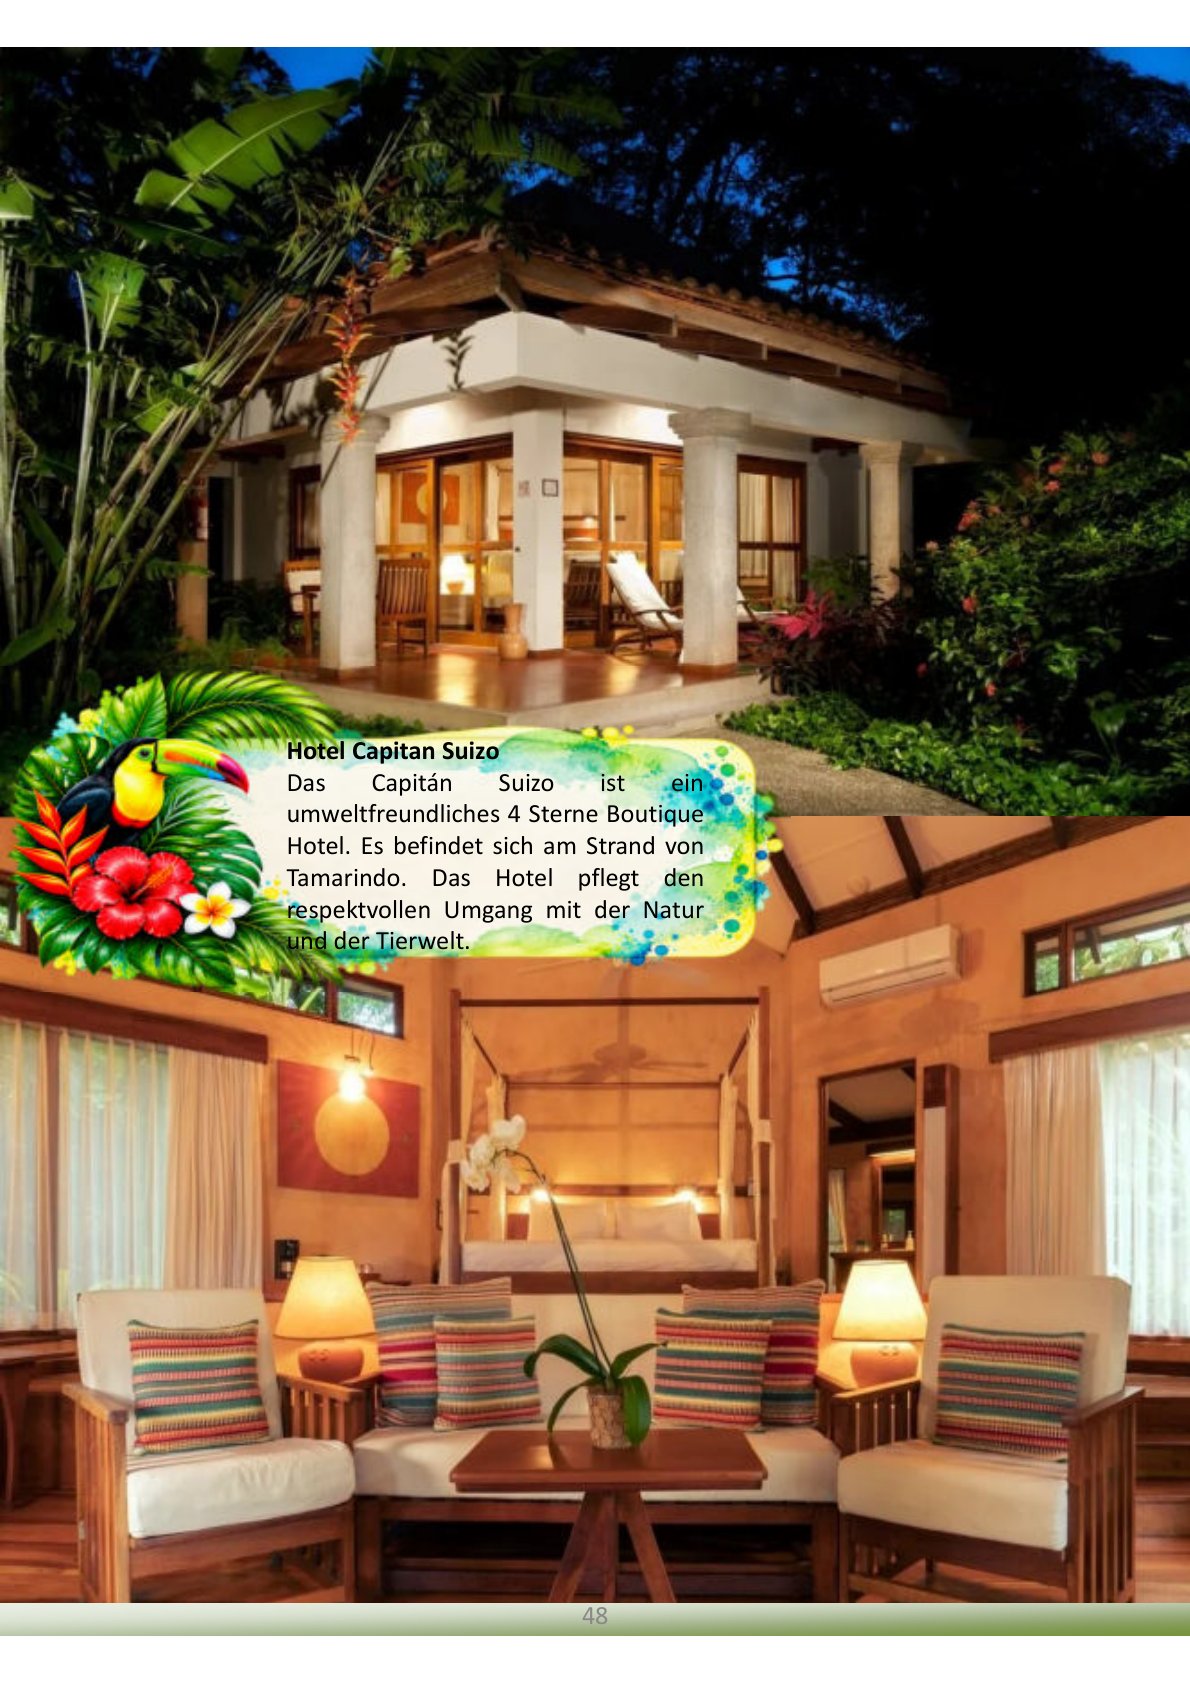 Hotel Capitan Suizo
Das Capitán Suizo ist ein
umweltfreundliches 4 Sterne Boutique
Hotel. Es befindet sich am Strand von
Tamarindo. Das Hotel pflegt den
respektvollen Umgang mit der Natur
und der Tierwelt.
48